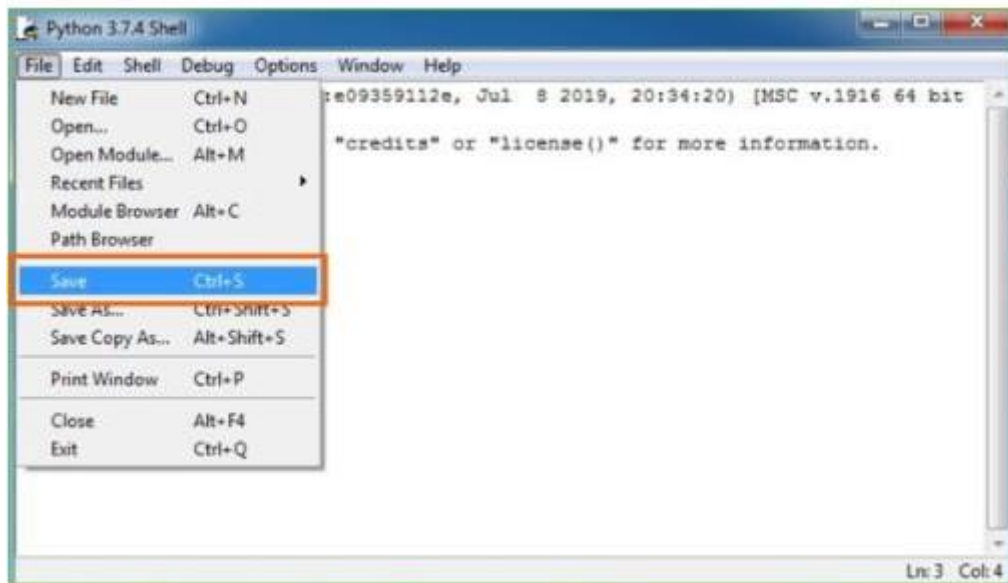 Python 3.7.4 Shell
File Edit Shell Debug Options Window Help
New File Ctrl+N
:e09359112e, Jul 8 2019, 20:34:20) [MSC v.1916 64 bit
Open... Ctrl+O
"credits" or "license()" for more information.
Open Module... Alt+M
Recent Files
Module Browser Alt+C
Path Browser
Save Ctrl+S
Save As... Ctrl+Shift+S
Save Copy As... Alt+Shift+S
Print Window Ctrl+P
Close Alt+F4
Exit Ctrl+Q
Ln: 3 Col: 4